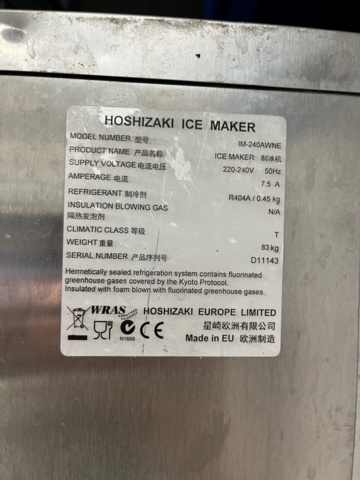 HOSHIZAKI ICE MAKER
MODEL NUMBER 型号: IM-240AWNE
PRODUCT NAME 产品名称: ICE MAKER 制冰机
SUPPLY VOLTAGE 电流电压 220-240V 50Hz
AMPERAGE 电流 7.5 A
REFRIGERANT 制冷剂 R404A / 0.45 kg
INSULATION BLOWING GAS N/A
隔热发泡剂
CLIMATIC CLASS 等级 T
WEIGHT 重量 83 kg
SERIAL NUMBER 产品序列号 D11143
Hermetically sealed refrigeration system contains fluorinated
greenhouse gases covered by the Kyoto Protocol.
Insulated with foam blown with fluorinated greenhouse gases.
WRAS HOSHIZAKI EUROPE LIMITED
CE 星崎欧洲有限公司
N1688 Made in EU 欧洲制造